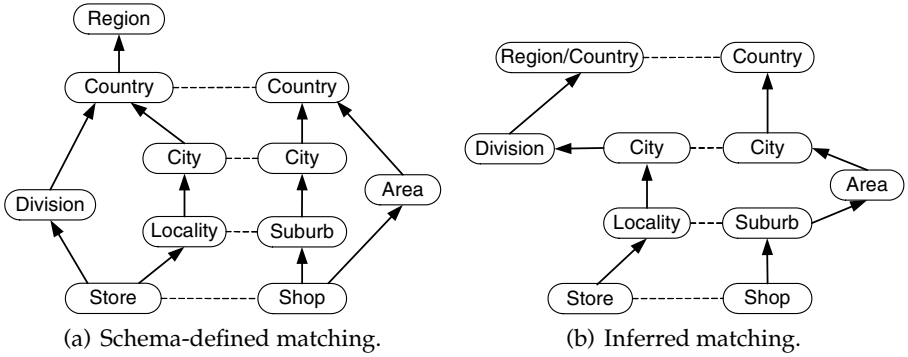 Region
Country
Country
City
City
Area
Division
Locality
Suburb
Store
Shop
(a) Schema-defined matching.
Region/Country
Country
Division
City
City
Area
Locality
Suburb
Store
Shop
(b) Inferred matching.